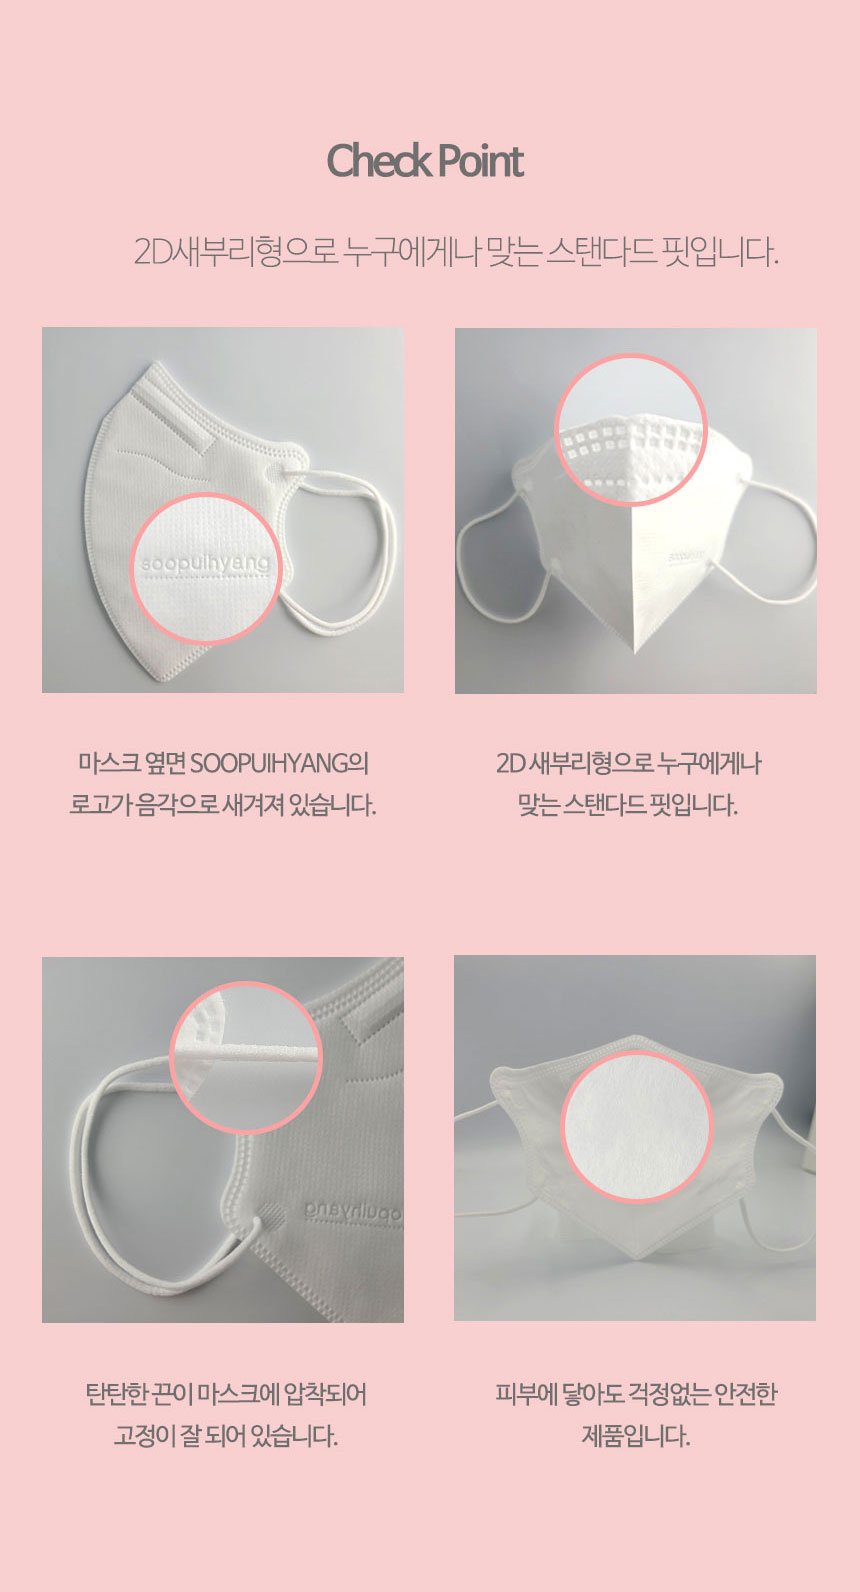 Check Point
2D새부리형으로 누구에게나 맞는 스탠다드 핏입니다.
soopuihyang
soopuihyang
마스크 옆면 SOOPUIHYANG의
로고가 음각으로 새겨져 있습니다.
2D 새부리형으로 누구에게나
맞는 스탠다드 핏입니다.
soopuihyang
탄탄한 끈이 마스크에 압착되어
고정이 잘 되어 있습니다.
피부에 닿아도 걱정없는 안전한
제품입니다.